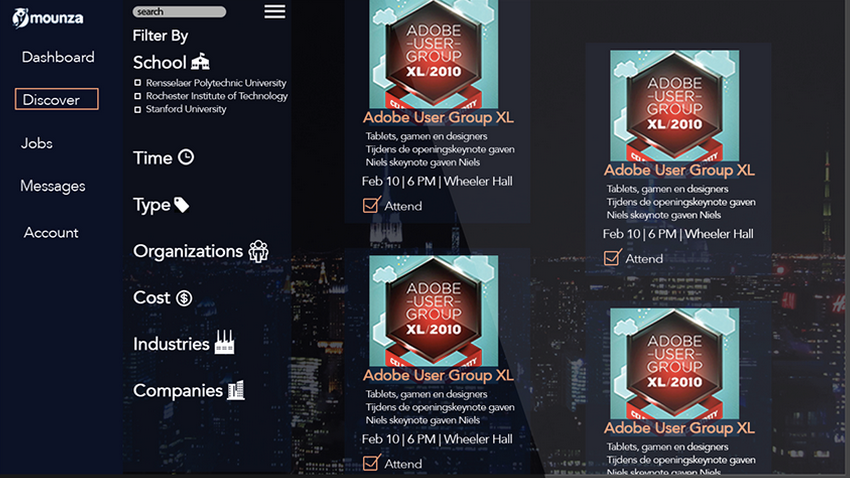 mounza
Dashboard
Discover
Jobs
Messages
Account
search
Filter By
School
Rensselaer Polytechnic University
Rochester Institute of Technology
Stanford University
Time
Type
Organizations
Cost
Industries
Companies
ADOBE
-USER-
GROUP
XL/2010
Adobe User Group XL
Tablets, gamen en designers
Tijdens de openingskeynote gaven
Niels skeynote gaven Niels
Feb 10 | 6 PM | Wheeler Hall
Attend
ADOBE
-USER-
GROUP
XL/2010
Adobe User Group XL
Tablets, gamen en designers
Tijdens de openingskeynote gaven
Niels skeynote gaven Niels
Feb 10 | 6 PM | Wheeler Hall
Attend
ADOBE
-USER-
GROUP
XL/2010
Adobe User Group XL
Tablets, gamen en designers
Tijdens de openingskeynote gaven
Niels skeynote gaven Niels
Feb 10 | 6 PM | Wheeler Hall
Attend
ADOBE
-USER-
GROUP
XL/2010
Adobe User Group XL
Tablets, gamen en designers
Tijdens de openingskeynote gaven
Niels skeynote gaven Niels